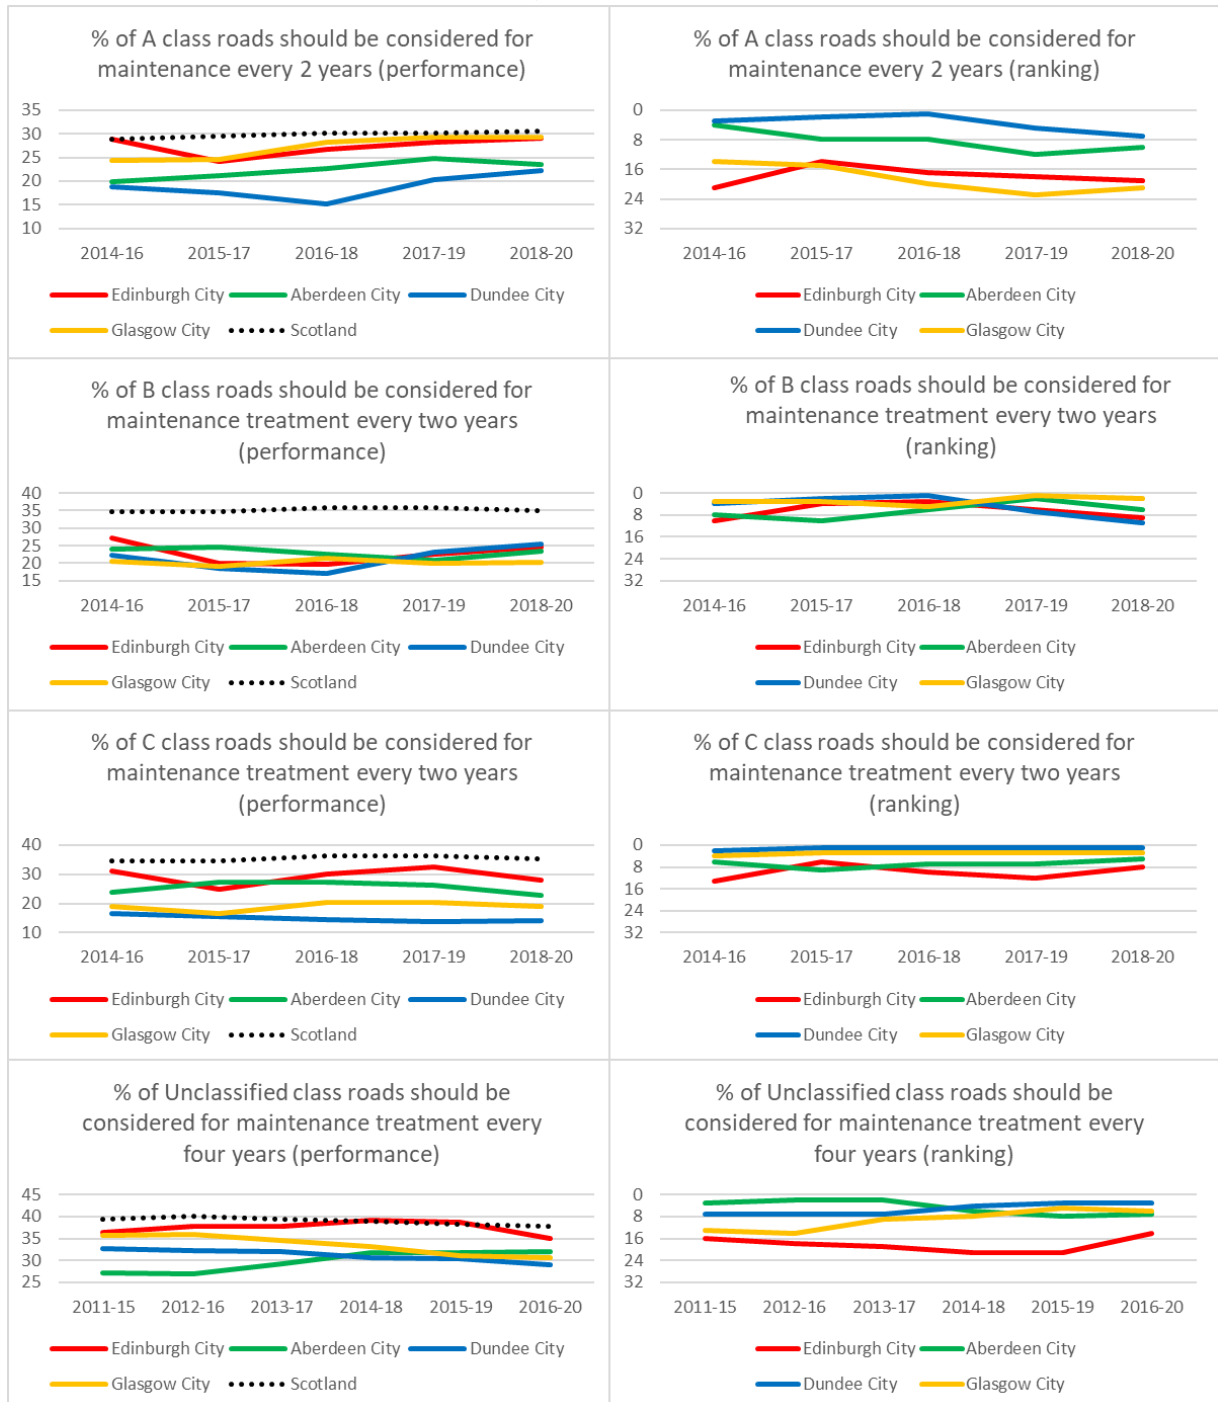 % of A class roads should be considered for
maintenance every 2 years (performance)
35
30
25
20
15
10
2014-16 2015-17 2016-18 2017-19 2018-20
Edinburgh City Aberdeen City Dundee City
Glasgow City Scotland
% of A class roads should be considered for
maintenance every 2 years (ranking)
0
8
16
24
32
2014-16 2015-17 2016-18 2017-19 2018-20
Edinburgh City Aberdeen City
Dundee City Glasgow City
% of B class roads should be considered for
maintenance treatment every two years
(performance)
40
35
30
25
20
15
2014-16 2015-17 2016-18 2017-19 2018-20
Edinburgh City Aberdeen City Dundee City
Glasgow City Scotland
% of B class roads should be considered for
maintenance treatment every two years
(ranking)
0
8
16
24
32
2014-16 2015-17 2016-18 2017-19 2018-20
Edinburgh City Aberdeen City
Dundee City Glasgow City
% of C class roads should be considered for
maintenance treatment every two years
(performance)
40
30
20
10
2014-16 2015-17 2016-18 2017-19 2018-20
Edinburgh City Aberdeen City Dundee City
Glasgow City Scotland
% of C class roads should be considered for
maintenance treatment every two years
(ranking)
0
8
16
24
32
2014-16 2015-17 2016-18 2017-19 2018-20
Edinburgh City Aberdeen City
Dundee City Glasgow City
% of Unclassified class roads should be
considered for maintenance treatment every
four years (performance)
45
40
35
30
25
2011-15 2012-16 2013-17 2014-18 2015-19 2016-20
Edinburgh City Aberdeen City Dundee City
Glasgow City Scotland
% of Unclassified class roads should be
considered for maintenance treatment every
four years (ranking)
0
8
16
24
32
2011-15 2012-16 2013-17 2014-18 2015-19 2016-20
Edinburgh City Aberdeen City
Dundee City Glasgow City